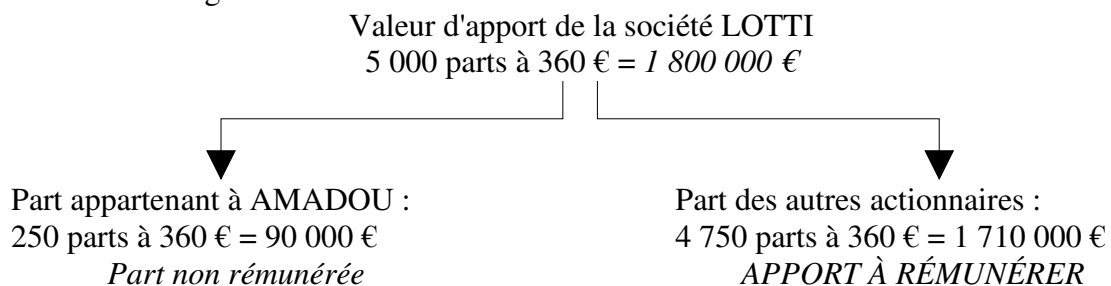 Valeur d'apport de la société LOTTI
5 000 parts à 360 € = 1 800 000 €
Part appartenant à AMADOU :
250 parts à 360 € = 90 000 €
Part non rémunérée
Part des autres actionnaires :
4 750 parts à 360 € = 1 710 000 €
APPORT À RÉMUNÉRER